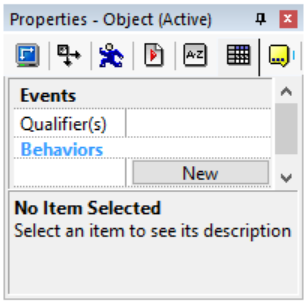 Properties - Object (Active)
A-Z
Events
Qualifier(s)
Behaviors
New
No Item Selected
Select an item to see its description